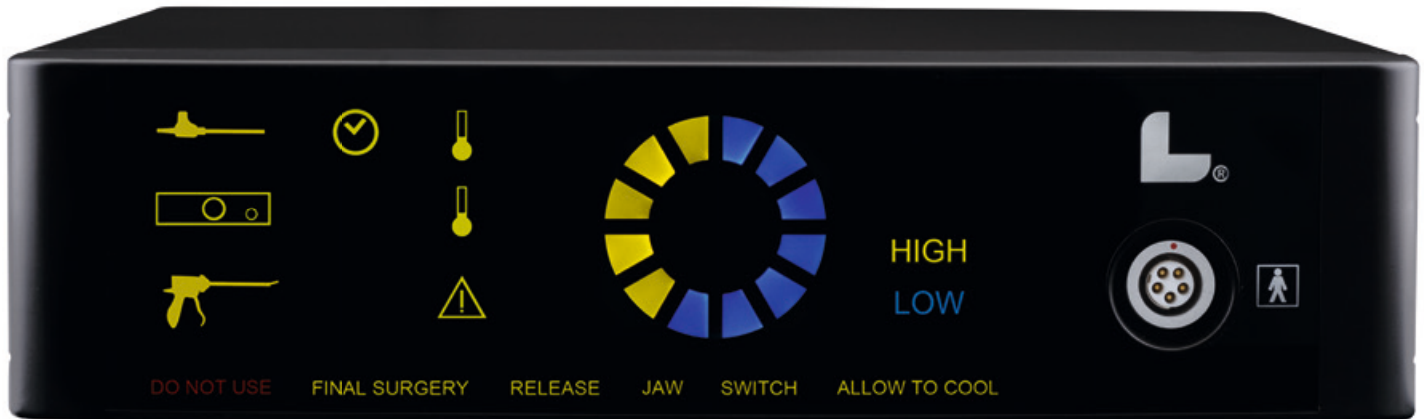 L®
HIGH
LOW
DO NOT USE FINAL SURGERY RELEASE JAW SWITCH ALLOW TO COOL